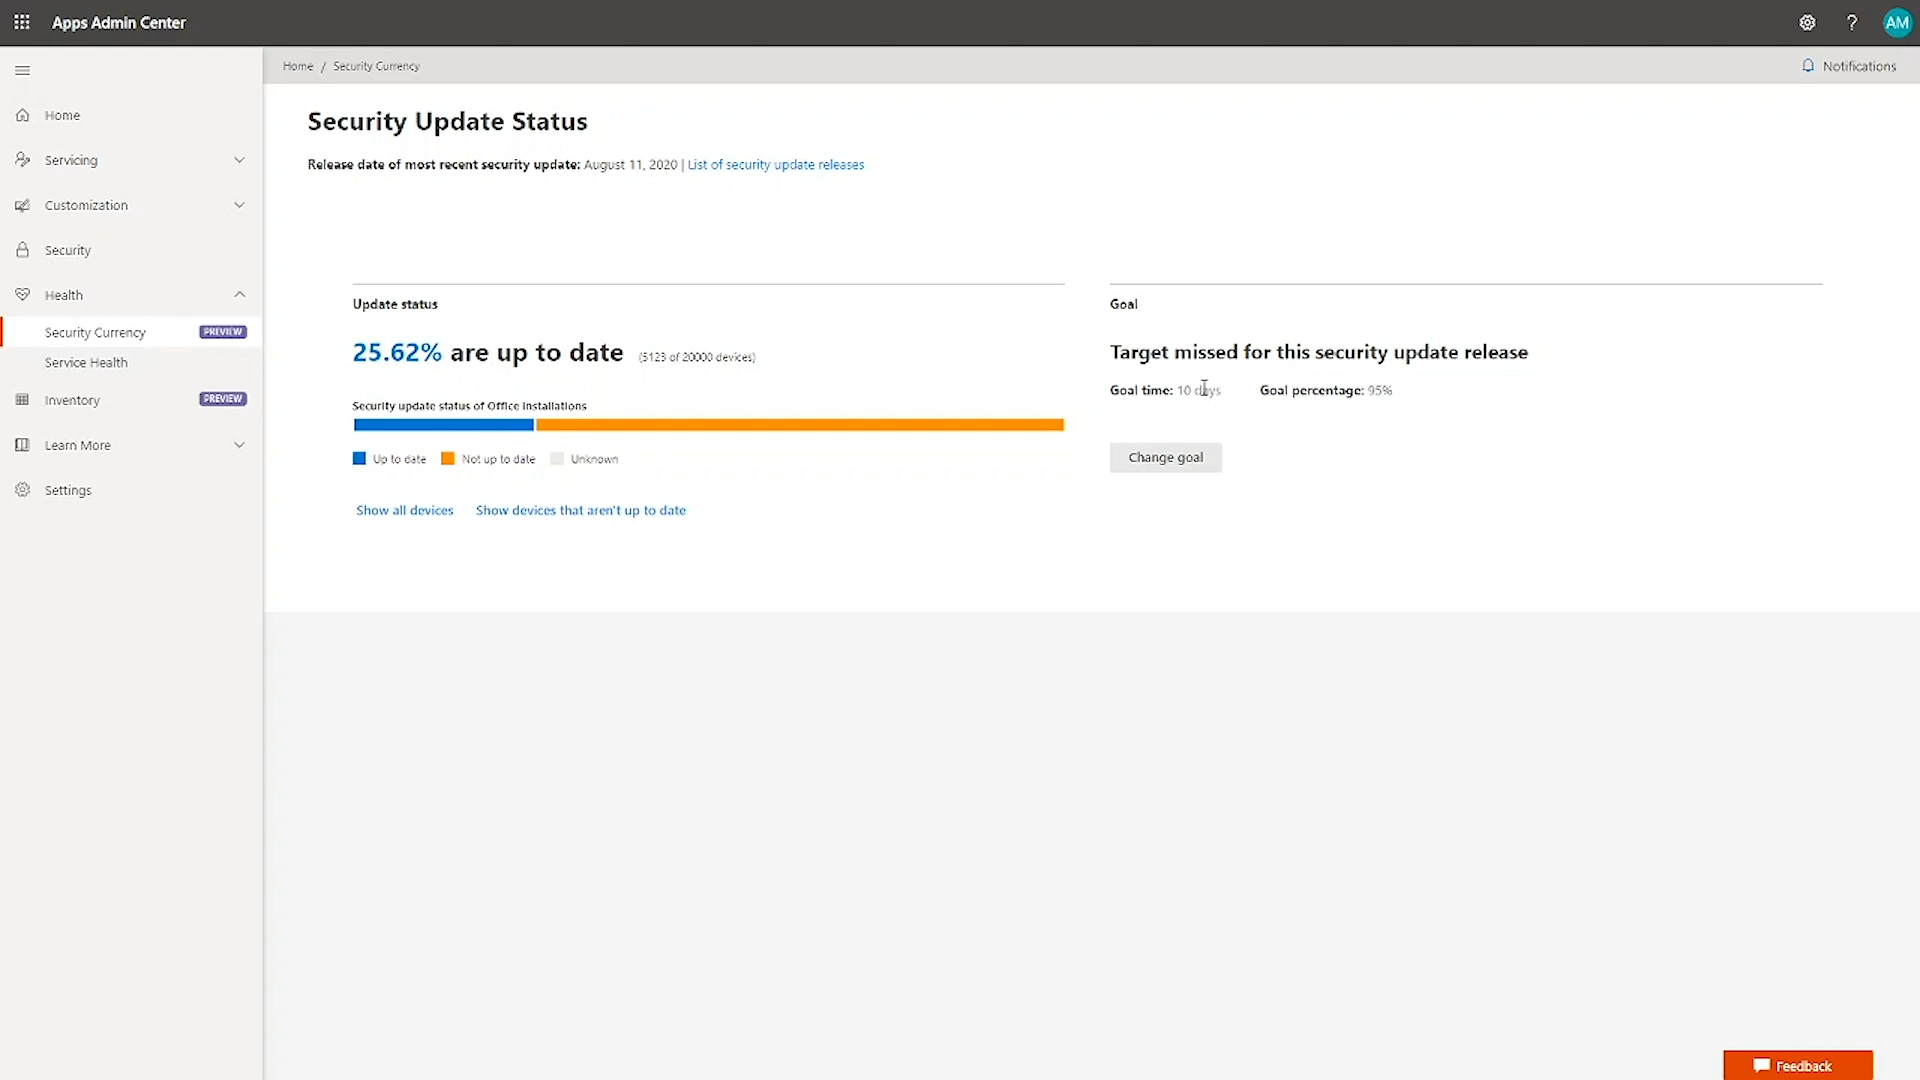 Apps Admin Center
?
AM
Home / Security Currency
Notifications
Home
Servicing
Customization
Security
Health
Security Currency PREVIEW
Service Health
Inventory PREVIEW
Learn More
Settings
Security Update Status
Release date of most recent security update: August 11, 2020 | List of security update releases
Update status
25.62% are up to date (5123 of 20000 devices)
Security update status of Office installations
Up to date Not up to date Unknown
Show all devices Show devices that aren't up to date
Goal
Target missed for this security update release
Goal time: 10 days Goal percentage: 95%
Change goal
Feedback